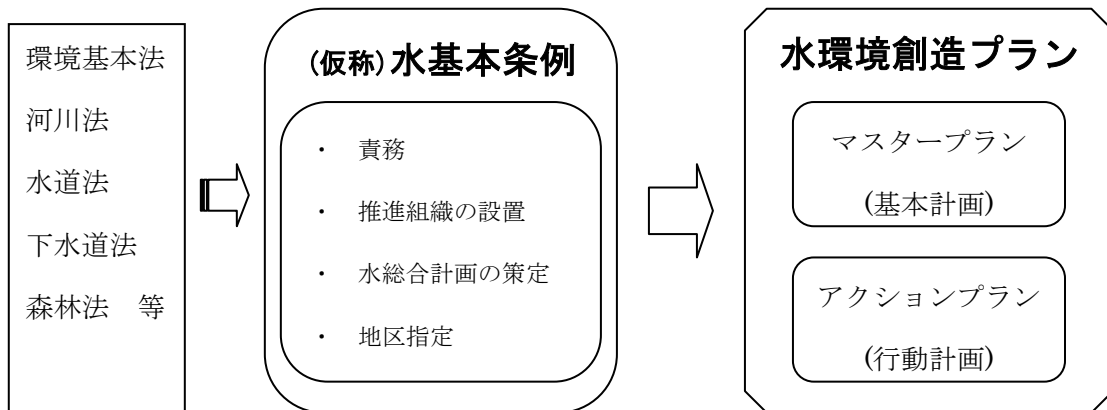 環境基本法
河川法
水道法
下水道法
森林法　等
(仮称)水基本条例
・　責務
・　推進組織の設置
・　水総合計画の策定
・　地区指定
水環境創造プラン
マスタープラン
(基本計画)
アクションプラン
(行動計画)